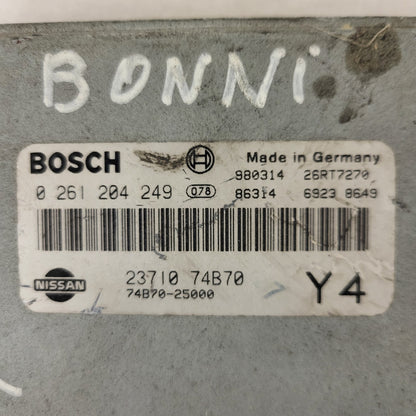 BONNi
BOSCH Made in Germany
980314 26RT7270
0 261 204 249 078 86314 6923 8649
NISSAN 23710 74B70
74B70-25000
Y4